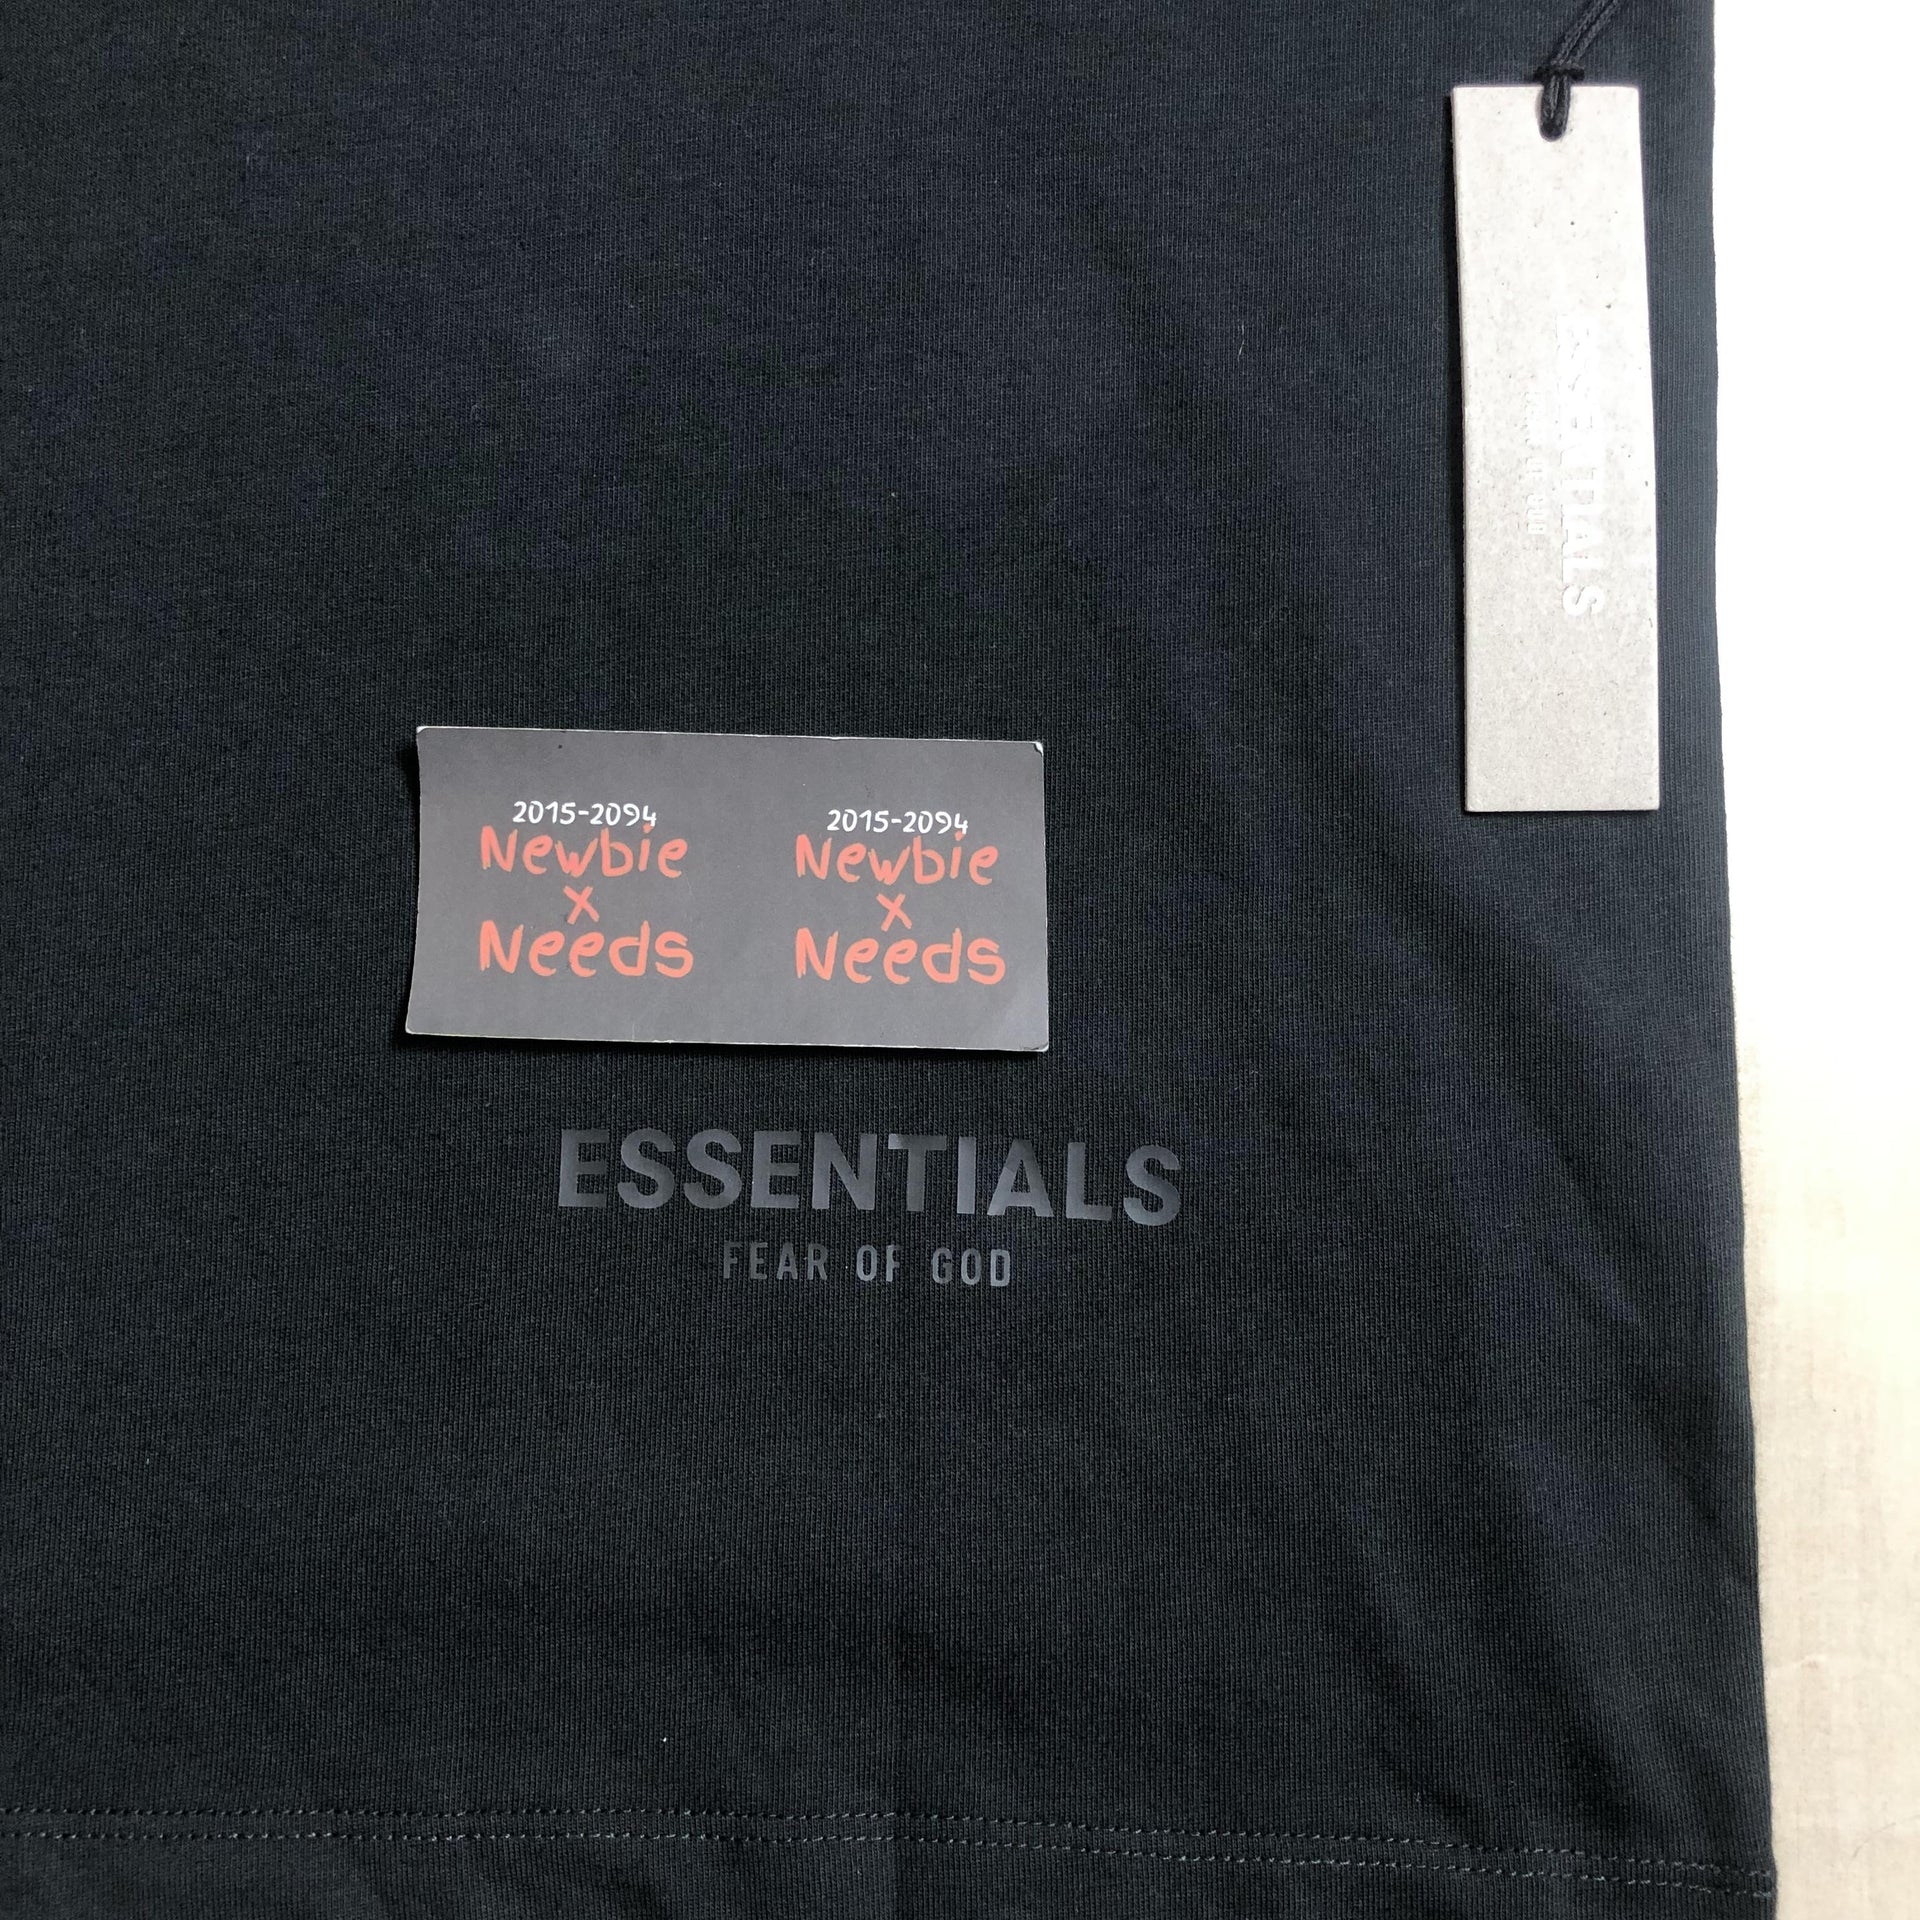 ESSENTIALS
FEAR OF GOD
2015-2094
Newbie
x
Needs
2015-2094
Newbie
x
Needs
ESSENTIALS
FEAR OF GOD